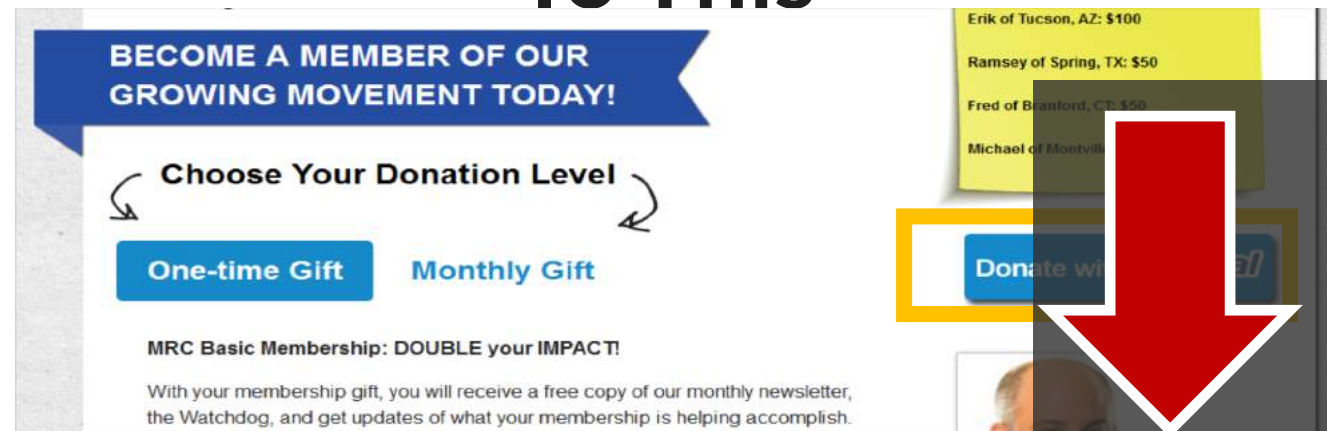 To This
BECOME A MEMBER OF OUR
GROWING MOVEMENT TODAY!
Choose Your Donation Level
One-time Gift Monthly Gift
MRC Basic Membership: DOUBLE your IMPACT!
With your membership gift, you will receive a free copy of our monthly newsletter,
the Watchdog, and get updates of what your membership is helping accomplish.
Erik of Tucson, AZ: $100
Ramsey of Spring, TX: $50
Fred of Branford, CT: $50
Michael of
Donate